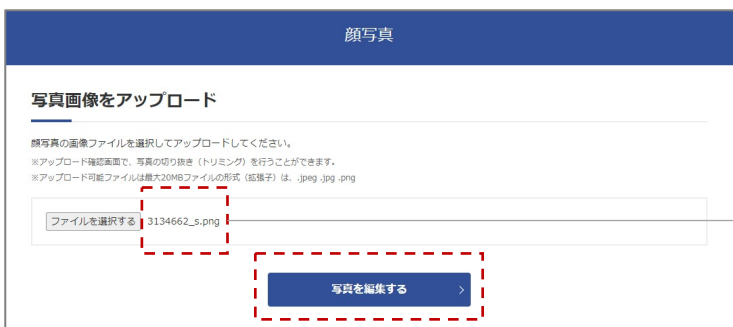 顔写真
写真画像をアップロード
顔写真の画像ファイルを選択してアップロードしてください。
※アップロード確認画面で、写真の切り抜き（トリミング）を行うことができます。
※アップロード可能ファイルは最大20MBファイルの形式（拡張子）は、.jpeg .jpg .png
ファイルを選択する 3134662_s.png
写真を編集する